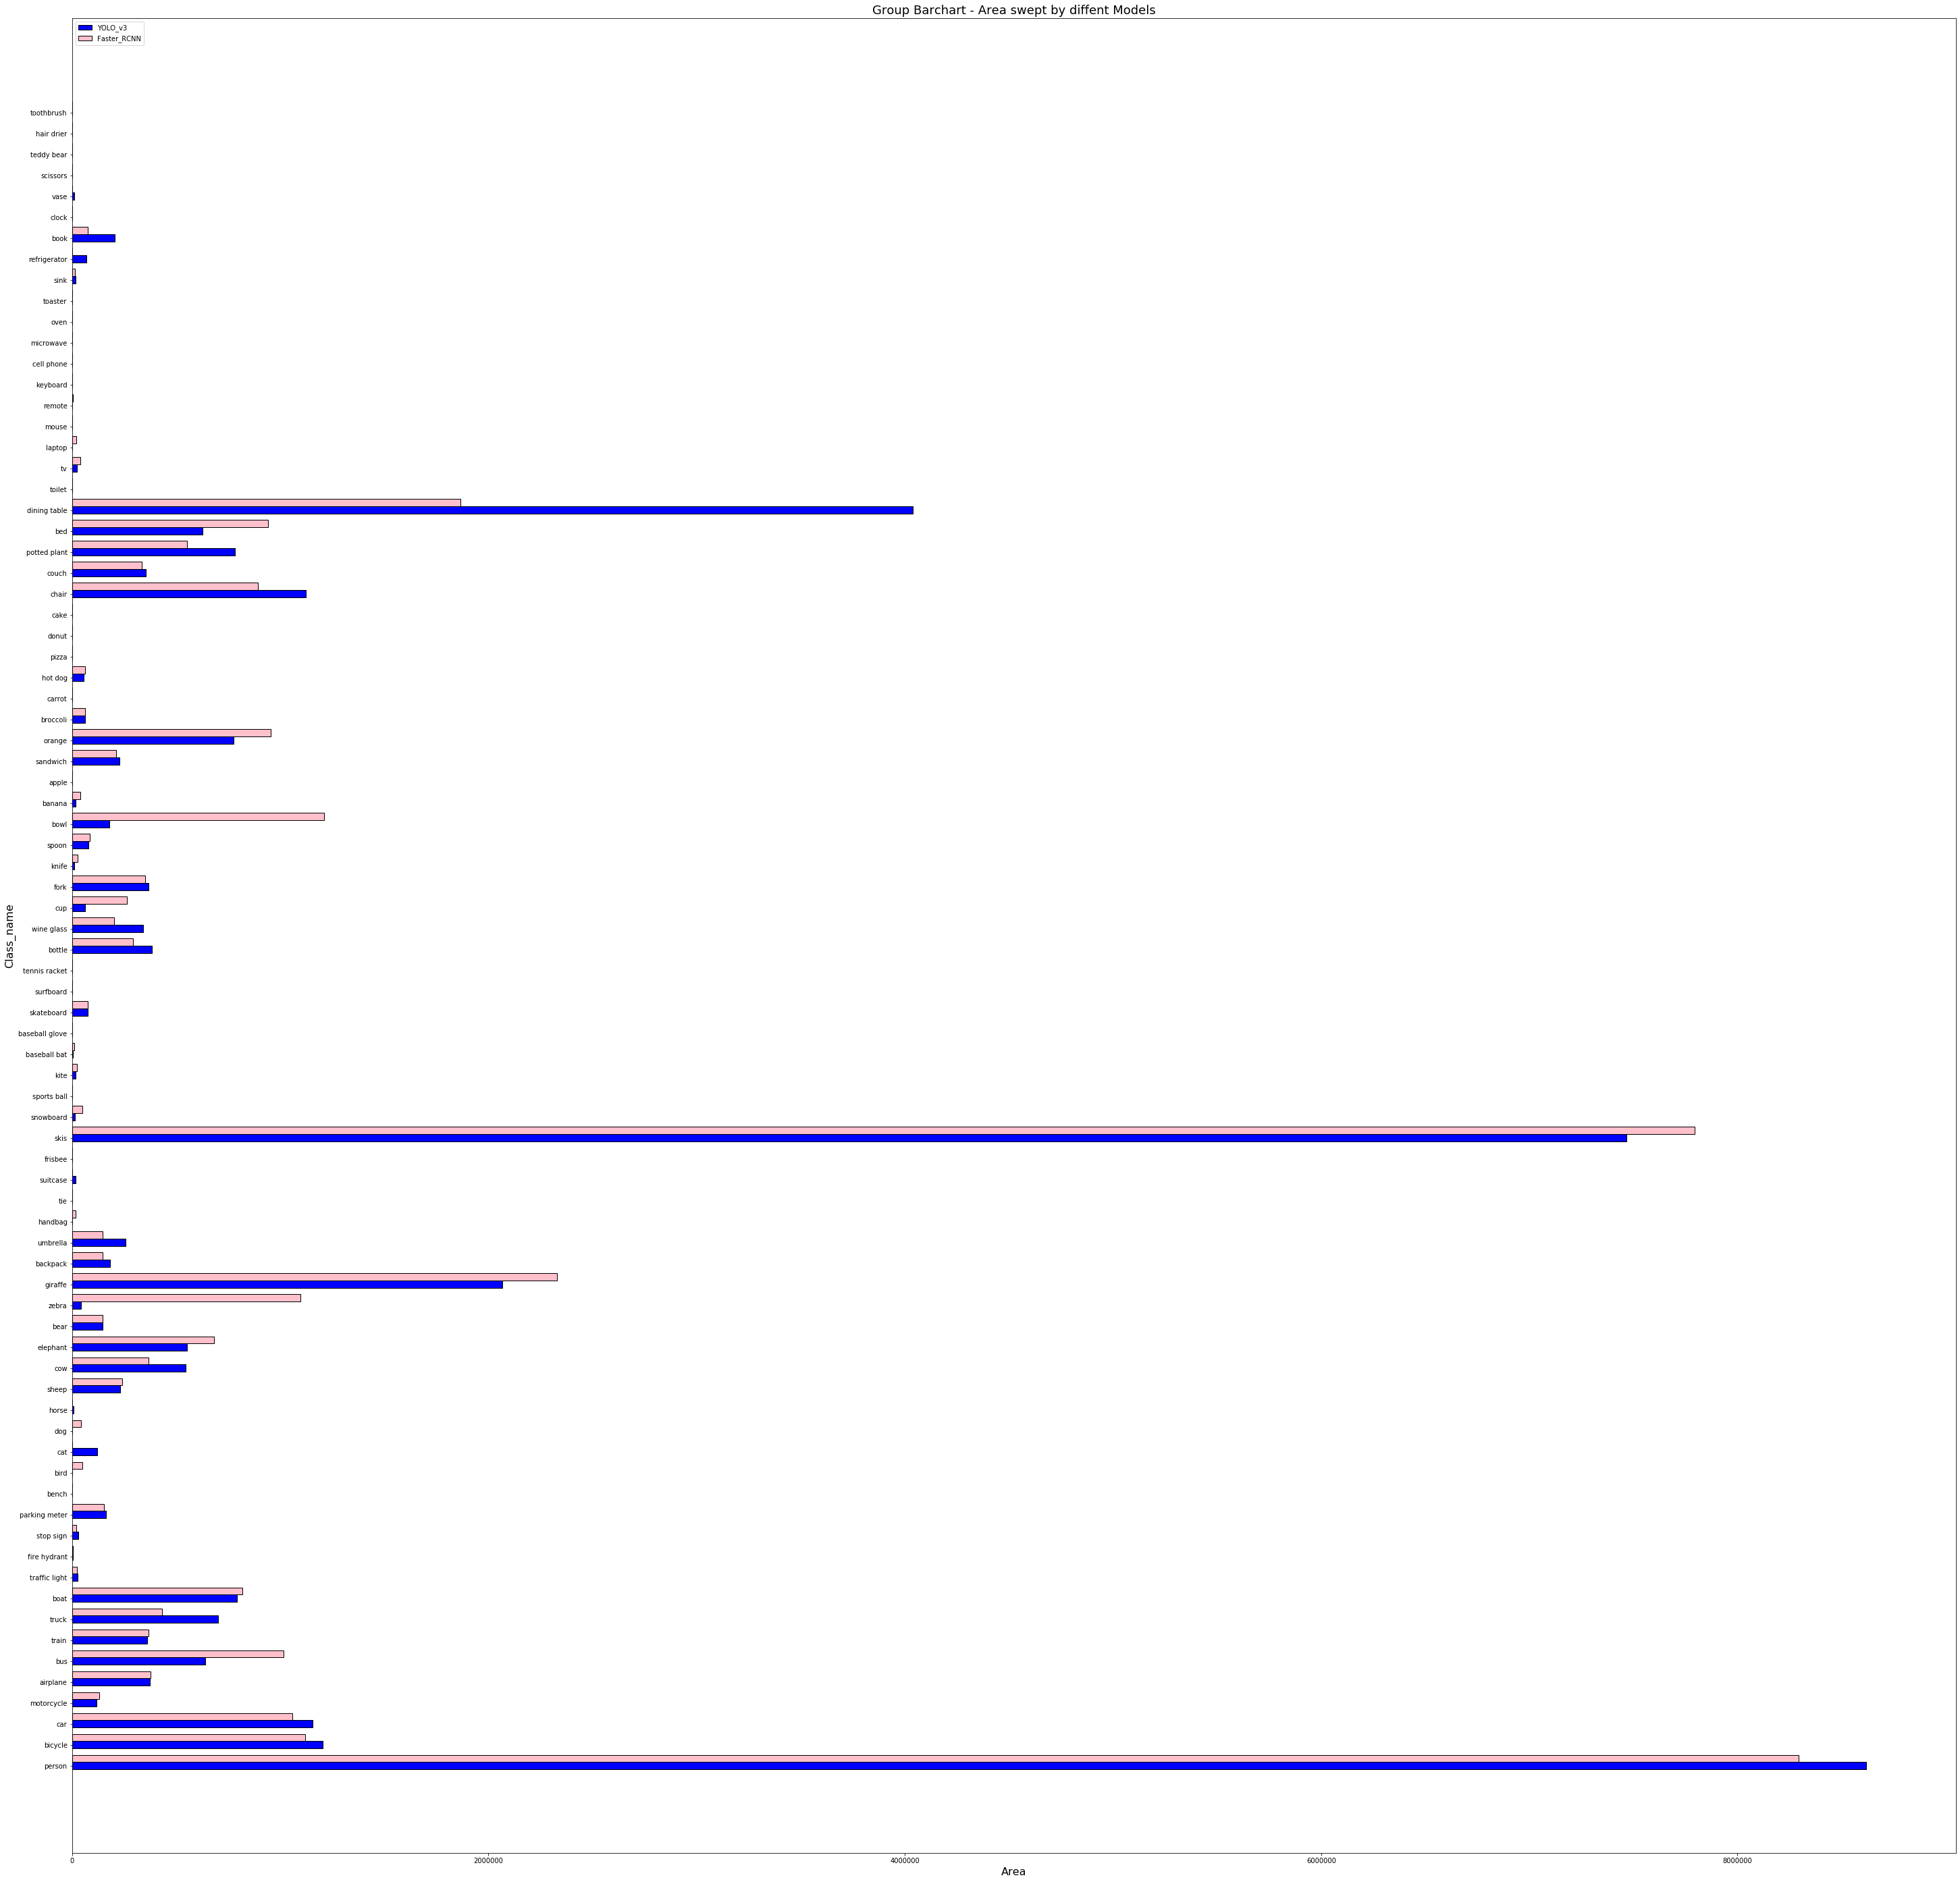 Group Barchart - Area swept by diffent Models
YOLO_v3
Faster_RCNN
toothbrush
hair drier
teddy bear
scissors
vase
clock
book
refrigerator
sink
toaster
oven
microwave
cell phone
keyboard
remote
mouse
laptop
tv
toilet
dining table
bed
potted plant
couch
chair
cake
donut
pizza
hot dog
carrot
broccoli
orange
sandwich
apple
banana
bowl
spoon
knife
fork
cup
wine glass
bottle
tennis racket
surfboard
skateboard
baseball glove
baseball bat
kite
sports ball
snowboard
skis
frisbee
suitcase
tie
handbag
umbrella
backpack
giraffe
zebra
bear
elephant
cow
sheep
horse
dog
cat
bird
bench
parking meter
stop sign
fire hydrant
traffic light
boat
truck
train
bus
airplane
motorcycle
car
bicycle
person
Class_name
0 2000000 4000000 6000000 8000000
Area